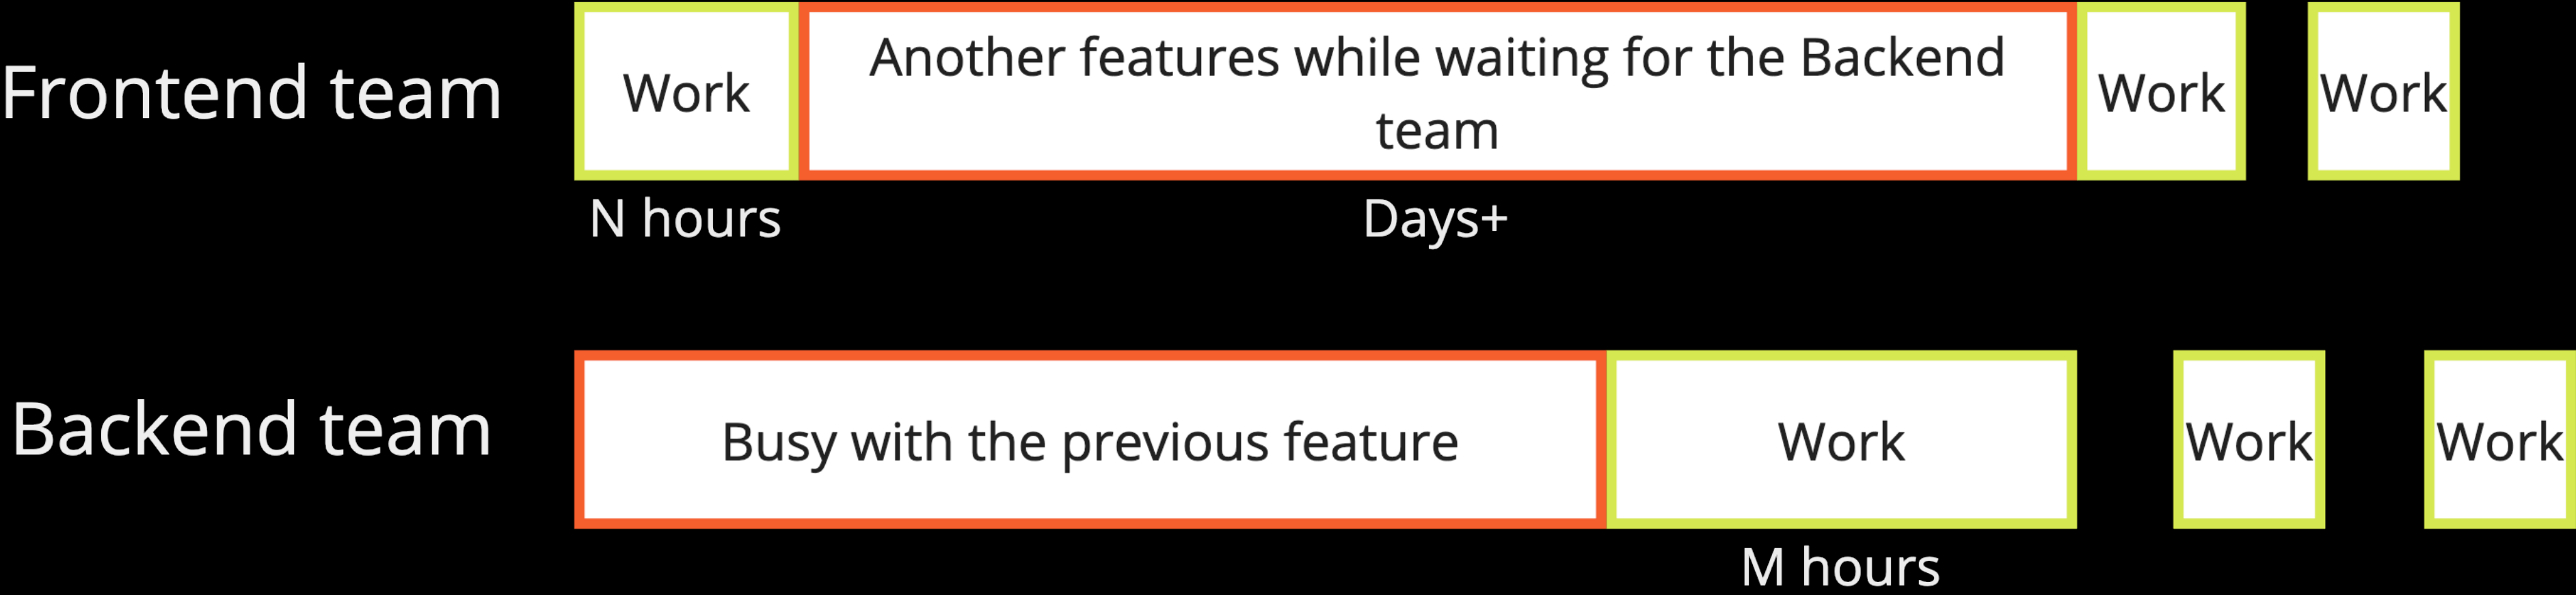 Frontend team
Work
Another features while waiting for the Backend
team
Work
Work
N hours
Days+
Backend team
Busy with the previous feature
Work
Work
Work
M hours